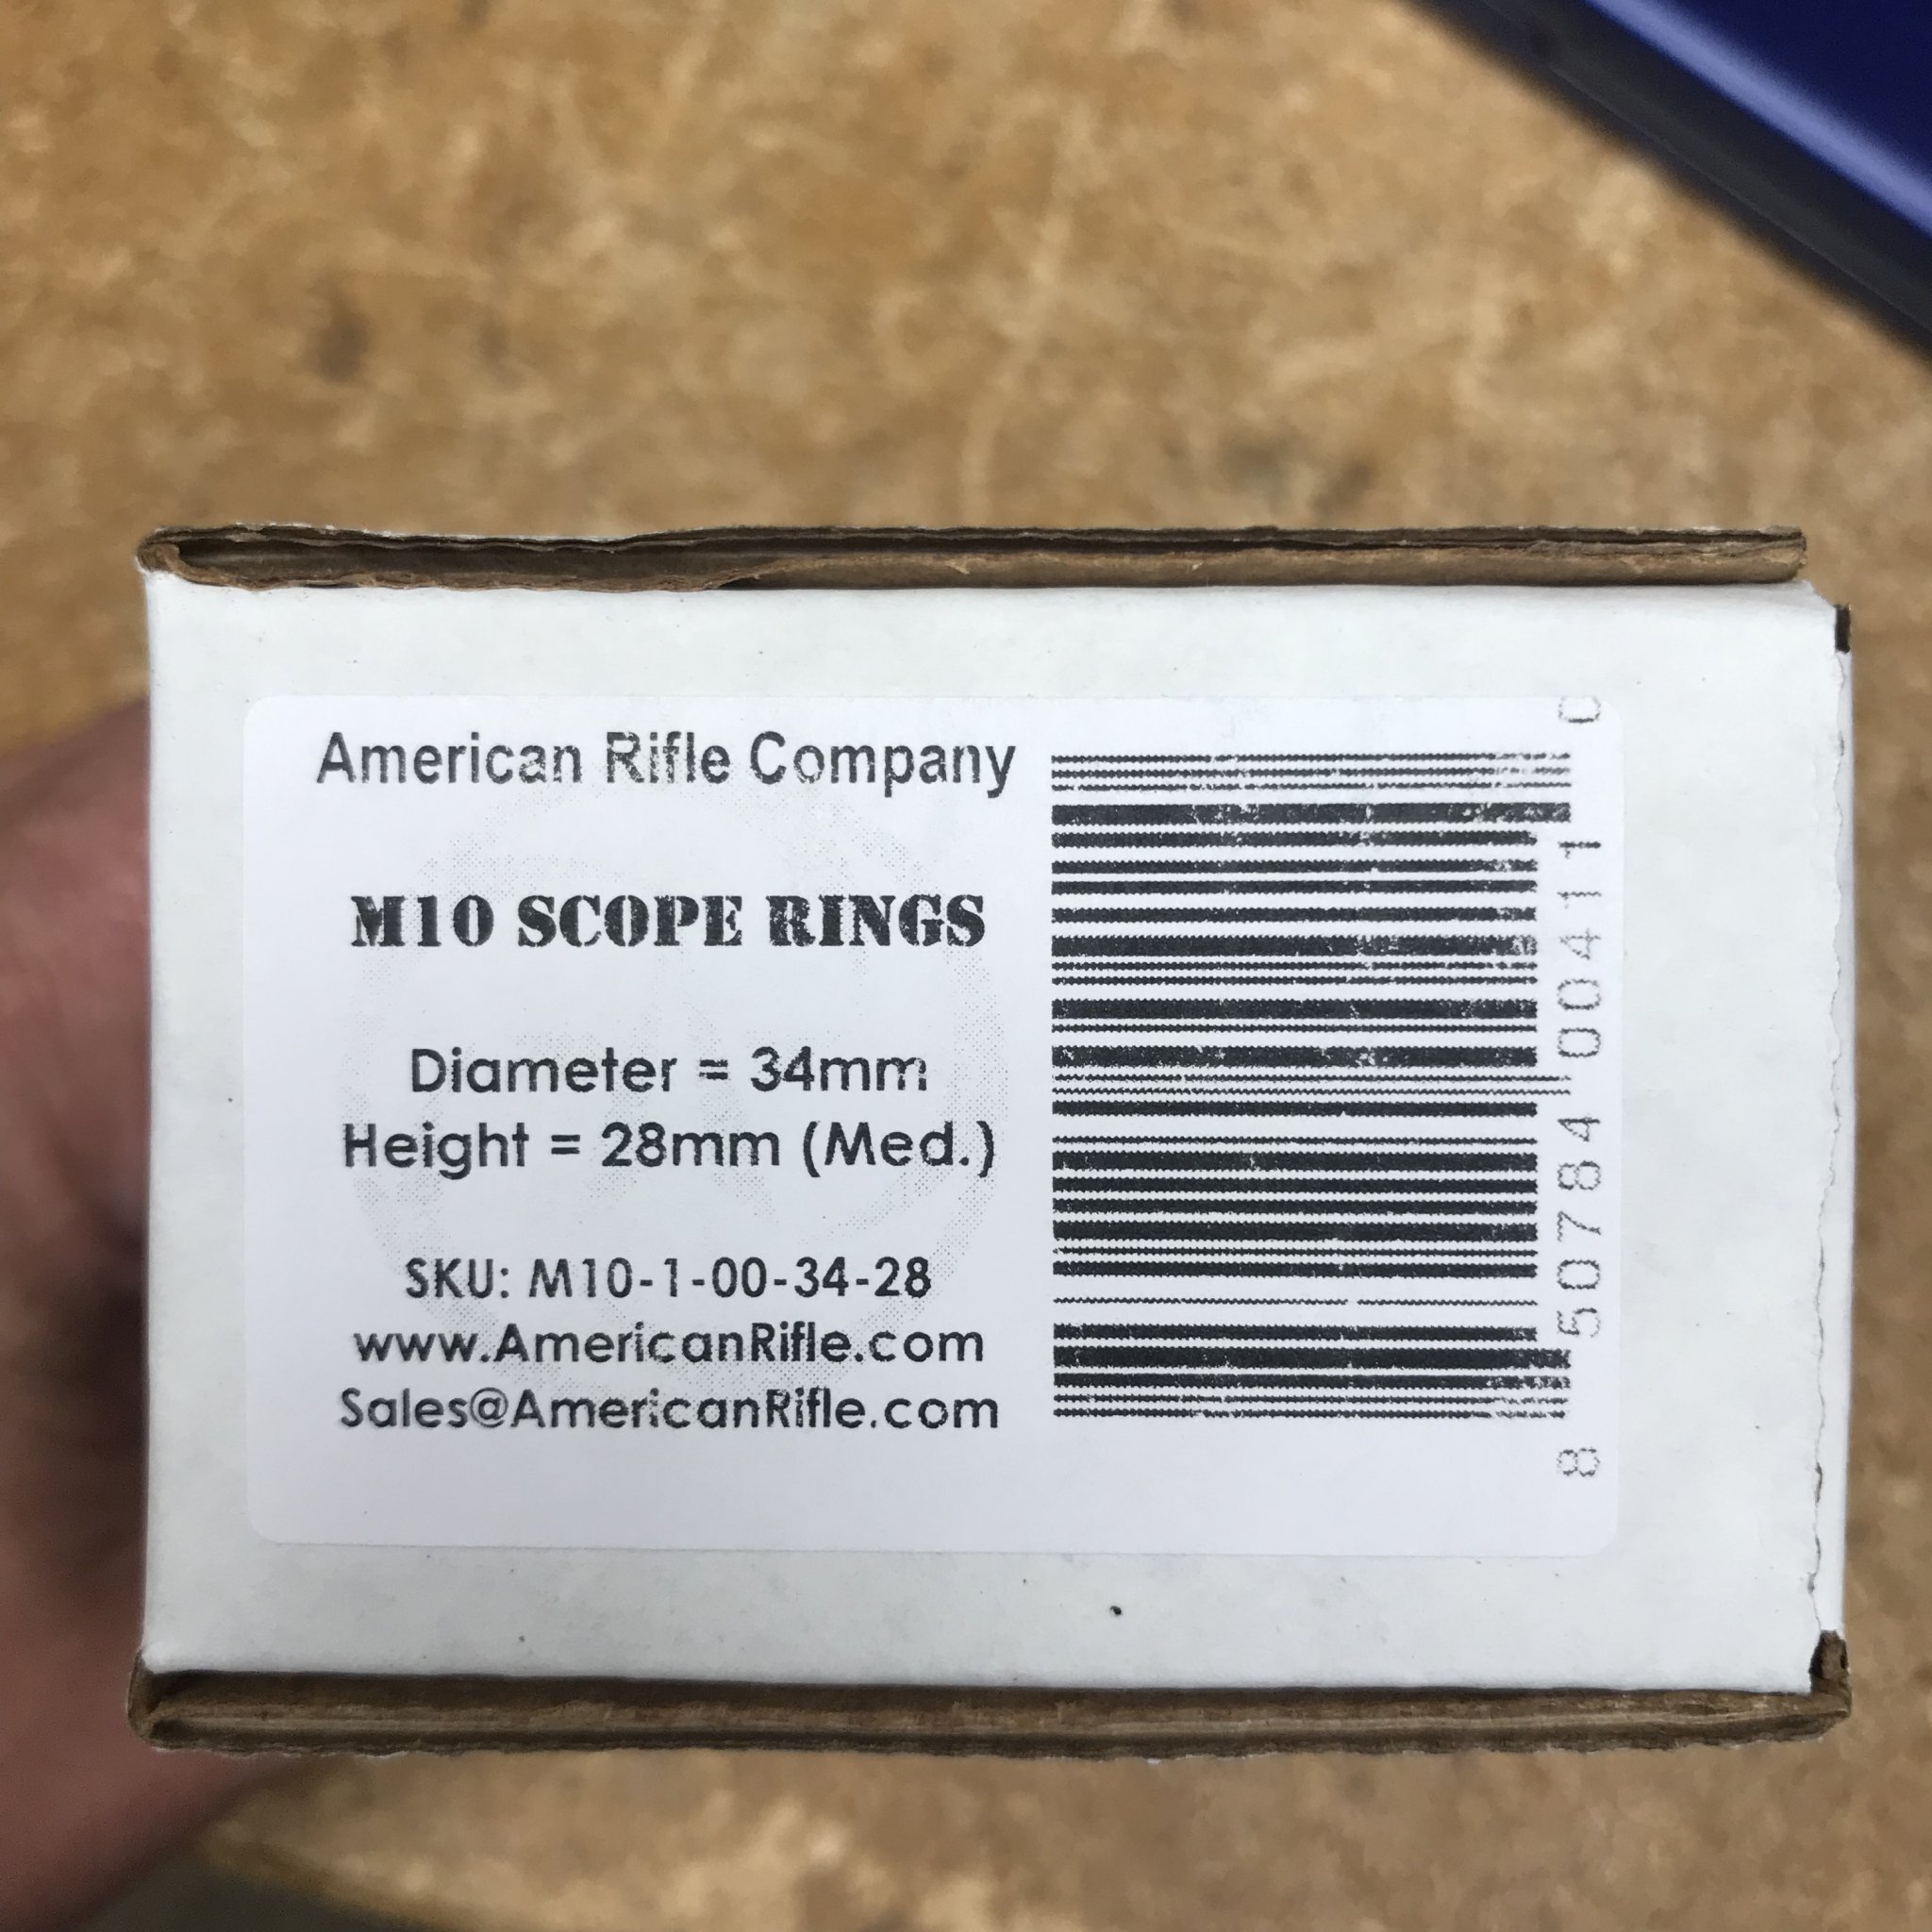 American Rifle Company
M10 SCOPE RINGS
Diameter = 34mm
Height = 28mm (Med.)
SKU: M10-1-00-34-28
www.AmericanRifle.com
Sales@AmericanRifle.com
8 50784 00411 0